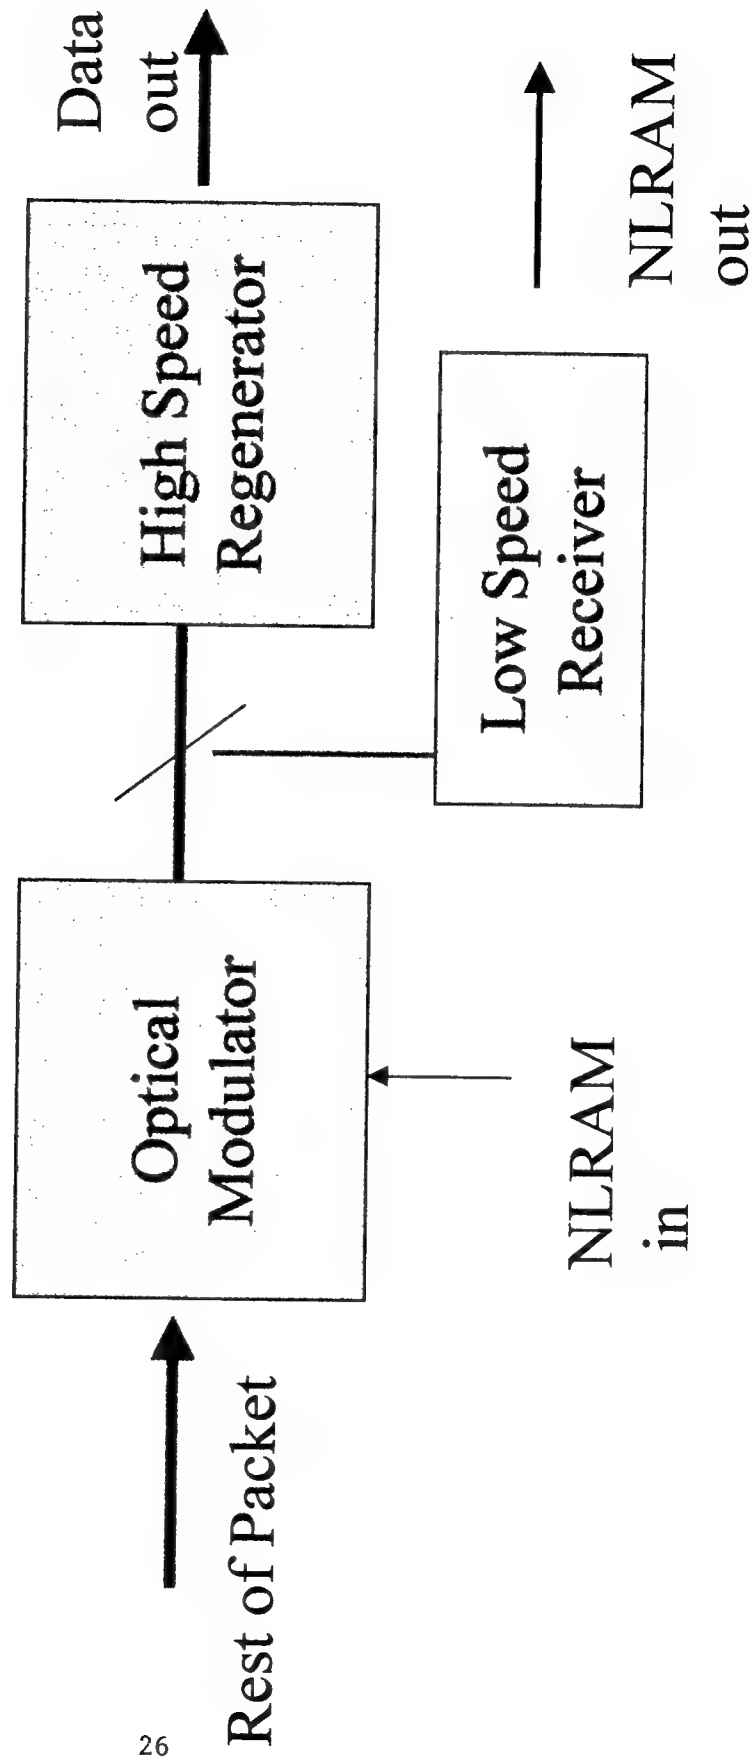 Rest of Packet
Optical
Modulator
NLRAM
in
High Speed
Regenerator
Low Speed
Receiver
Data
out
NLRAM
out
26